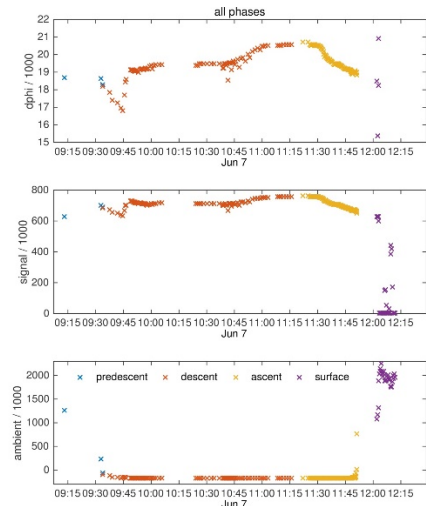 all phases
22
21
20
19
18
17
16
15
dphi / 1000
09:15 09:30 09:45 10:00 10:15 10:30 10:45 11:00 11:15 11:30 11:45 12:00 12:15
Jun 7
800
600
400
200
0
signal / 1000
09:15 09:30 09:45 10:00 10:15 10:30 10:45 11:00 11:15 11:30 11:45 12:00 12:15
Jun 7
predescent descent ascent surface
2000
1500
1000
500
0
ambient / 1000
09:15 09:30 09:45 10:00 10:15 10:30 10:45 11:00 11:15 11:30 11:45 12:00 12:15
Jun 7